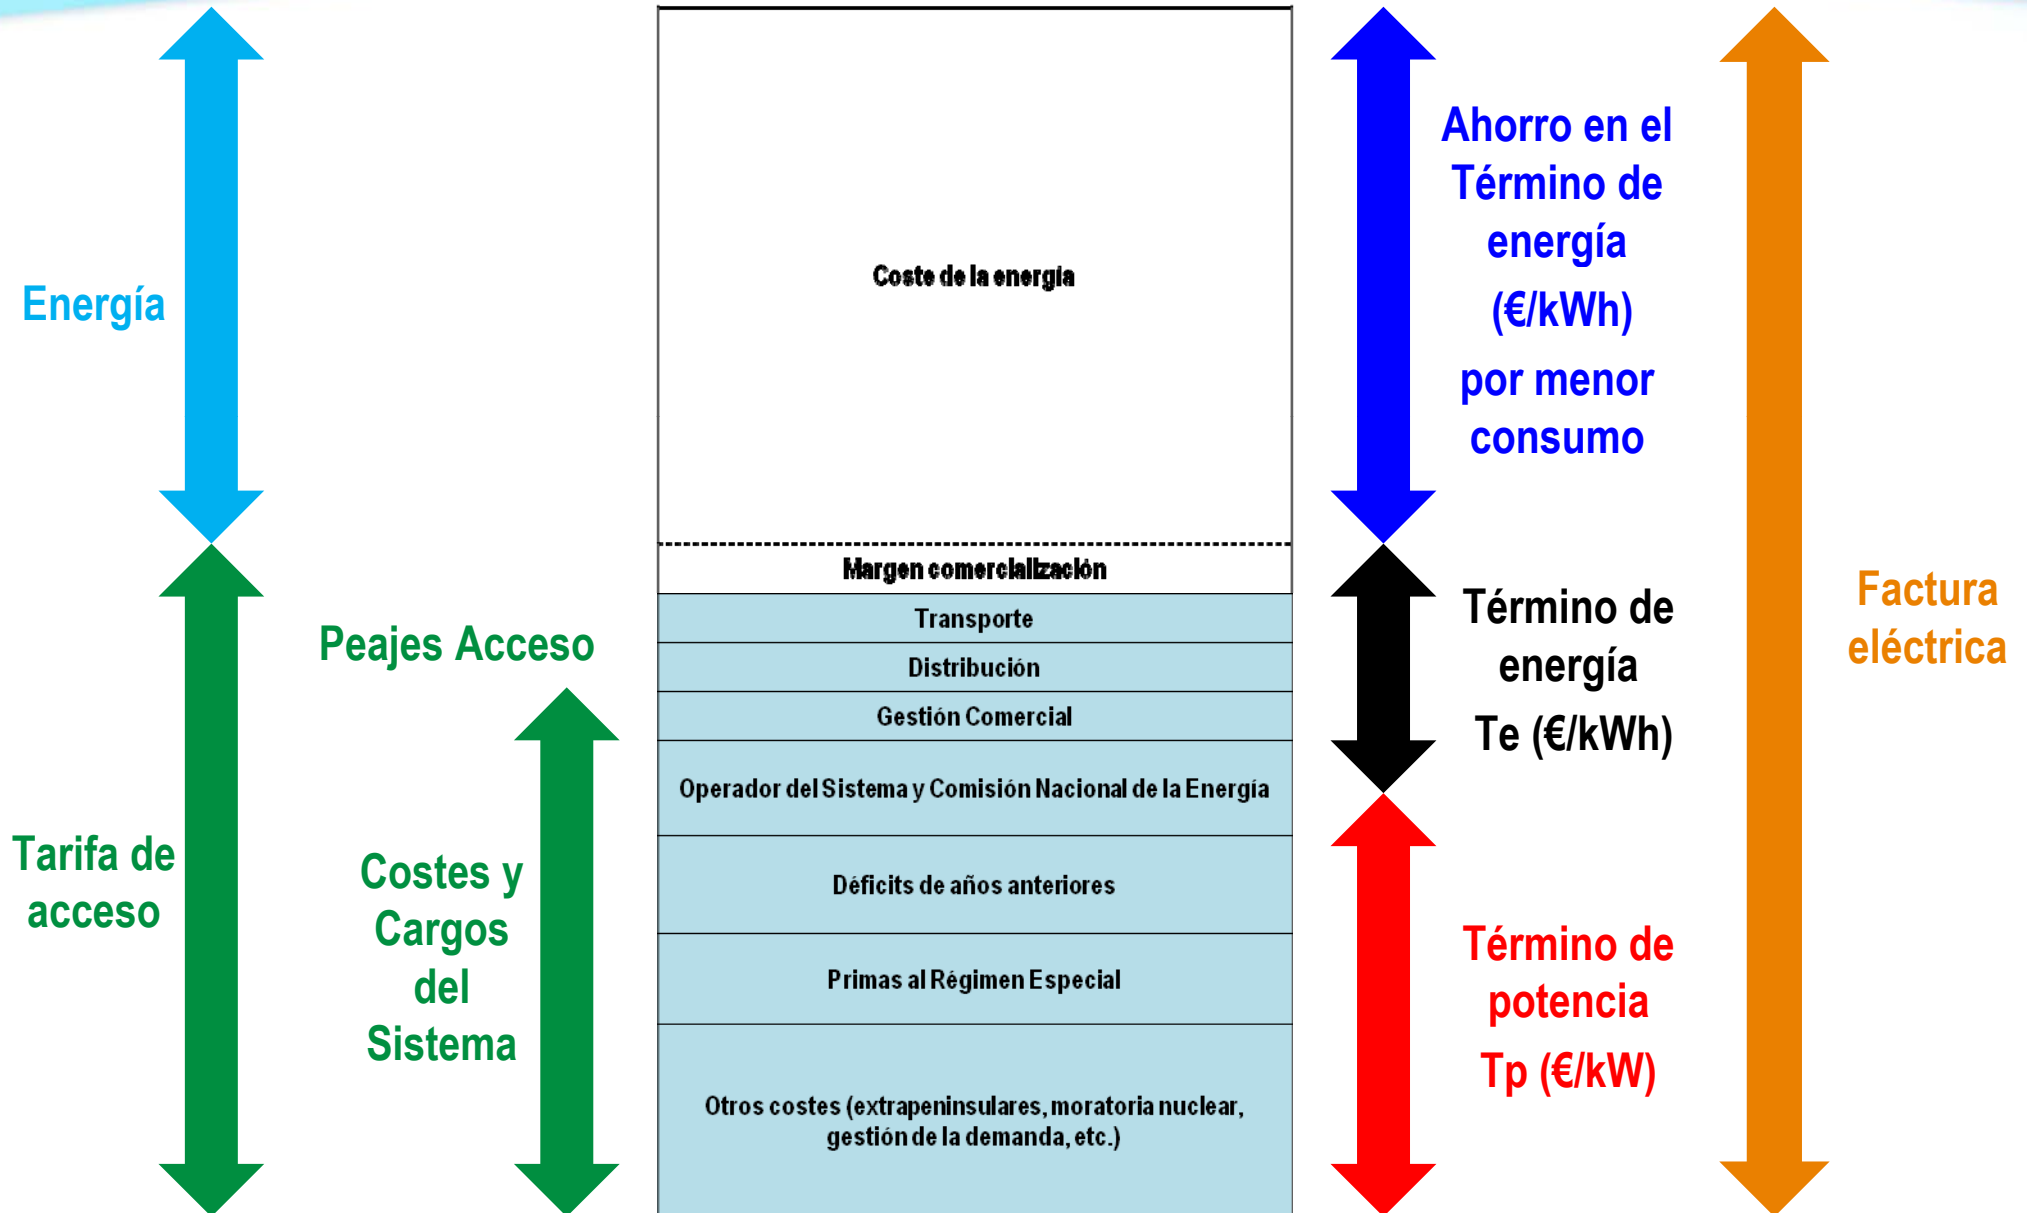 Energía
Tarifa de
acceso
Peajes Acceso
Costes y
Cargos
del
Sistema
Coste de la energía
Margen comercialización
Transporte
Distribución
Gestión Comercial
Operador del Sistema y Comisión Nacional de la Energía
Déficits de años anteriores
Primas al Régimen Especial
Otros costes (extrapeninsulares, moratoria nuclear,
gestión de la demanda, etc.)
Ahorro en el
Término de
energía
(€/kWh)
por menor
consumo
Término de
energía
Te (€/kWh)
Término de
potencia
Tp (€/kW)
Factura
eléctrica